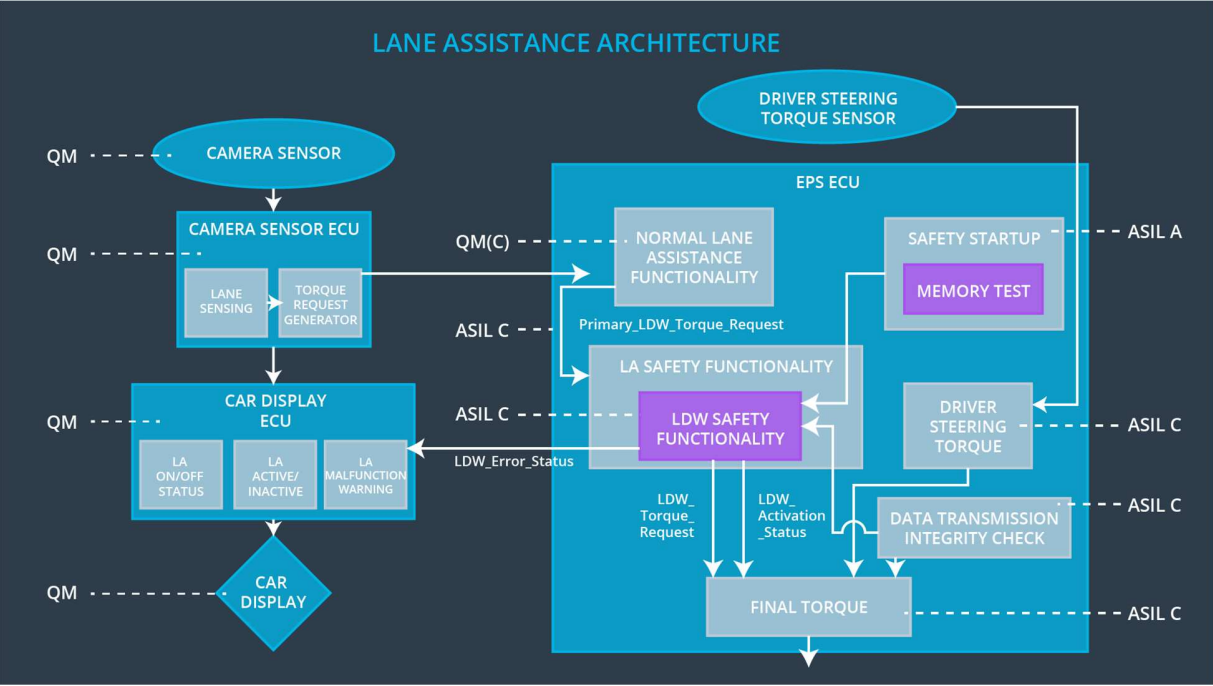 LANE ASSISTANCE ARCHITECTURE
DRIVER STEERING
TORQUE SENSOR
QM
CAMERA SENSOR
EPS ECU
QM
CAMERA SENSOR ECU
LANE
SENSING
TORQUE
REQUEST
GENERATOR
QM(C)
NORMAL LANE
ASSISTANCE
FUNCTIONALITY
SAFETY STARTUP
MEMORY TEST
ASIL A
ASIL C
Primary_LDW_Torque_Request
LA SAFETY FUNCTIONALITY
ASIL C
LDW SAFETY
FUNCTIONALITY
DRIVER
STEERING
TORQUE
ASIL C
QM
CAR DISPLAY
ECU
LA
ON/OFF
STATUS
LA
ACTIVE/
INACTIVE
LA
MALFUNCTION
WARNING
LDW_Error_Status
LDW_
Torque_
Request
LDW_
Activation
_Status
DATA TRANSMISSION
INTEGRITY CHECK
ASIL C
QM
CAR
DISPLAY
FINAL TORQUE
ASIL C